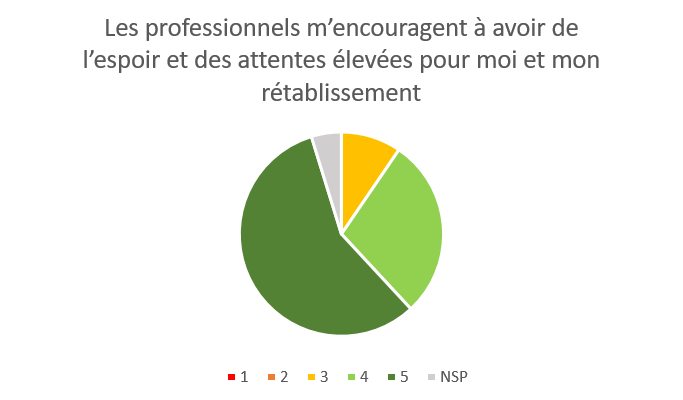 Les professionnels m’encouragent à avoir de
l’espoir et des attentes élevées pour moi et mon
rétablissement
1 2 3 4 5 NSP